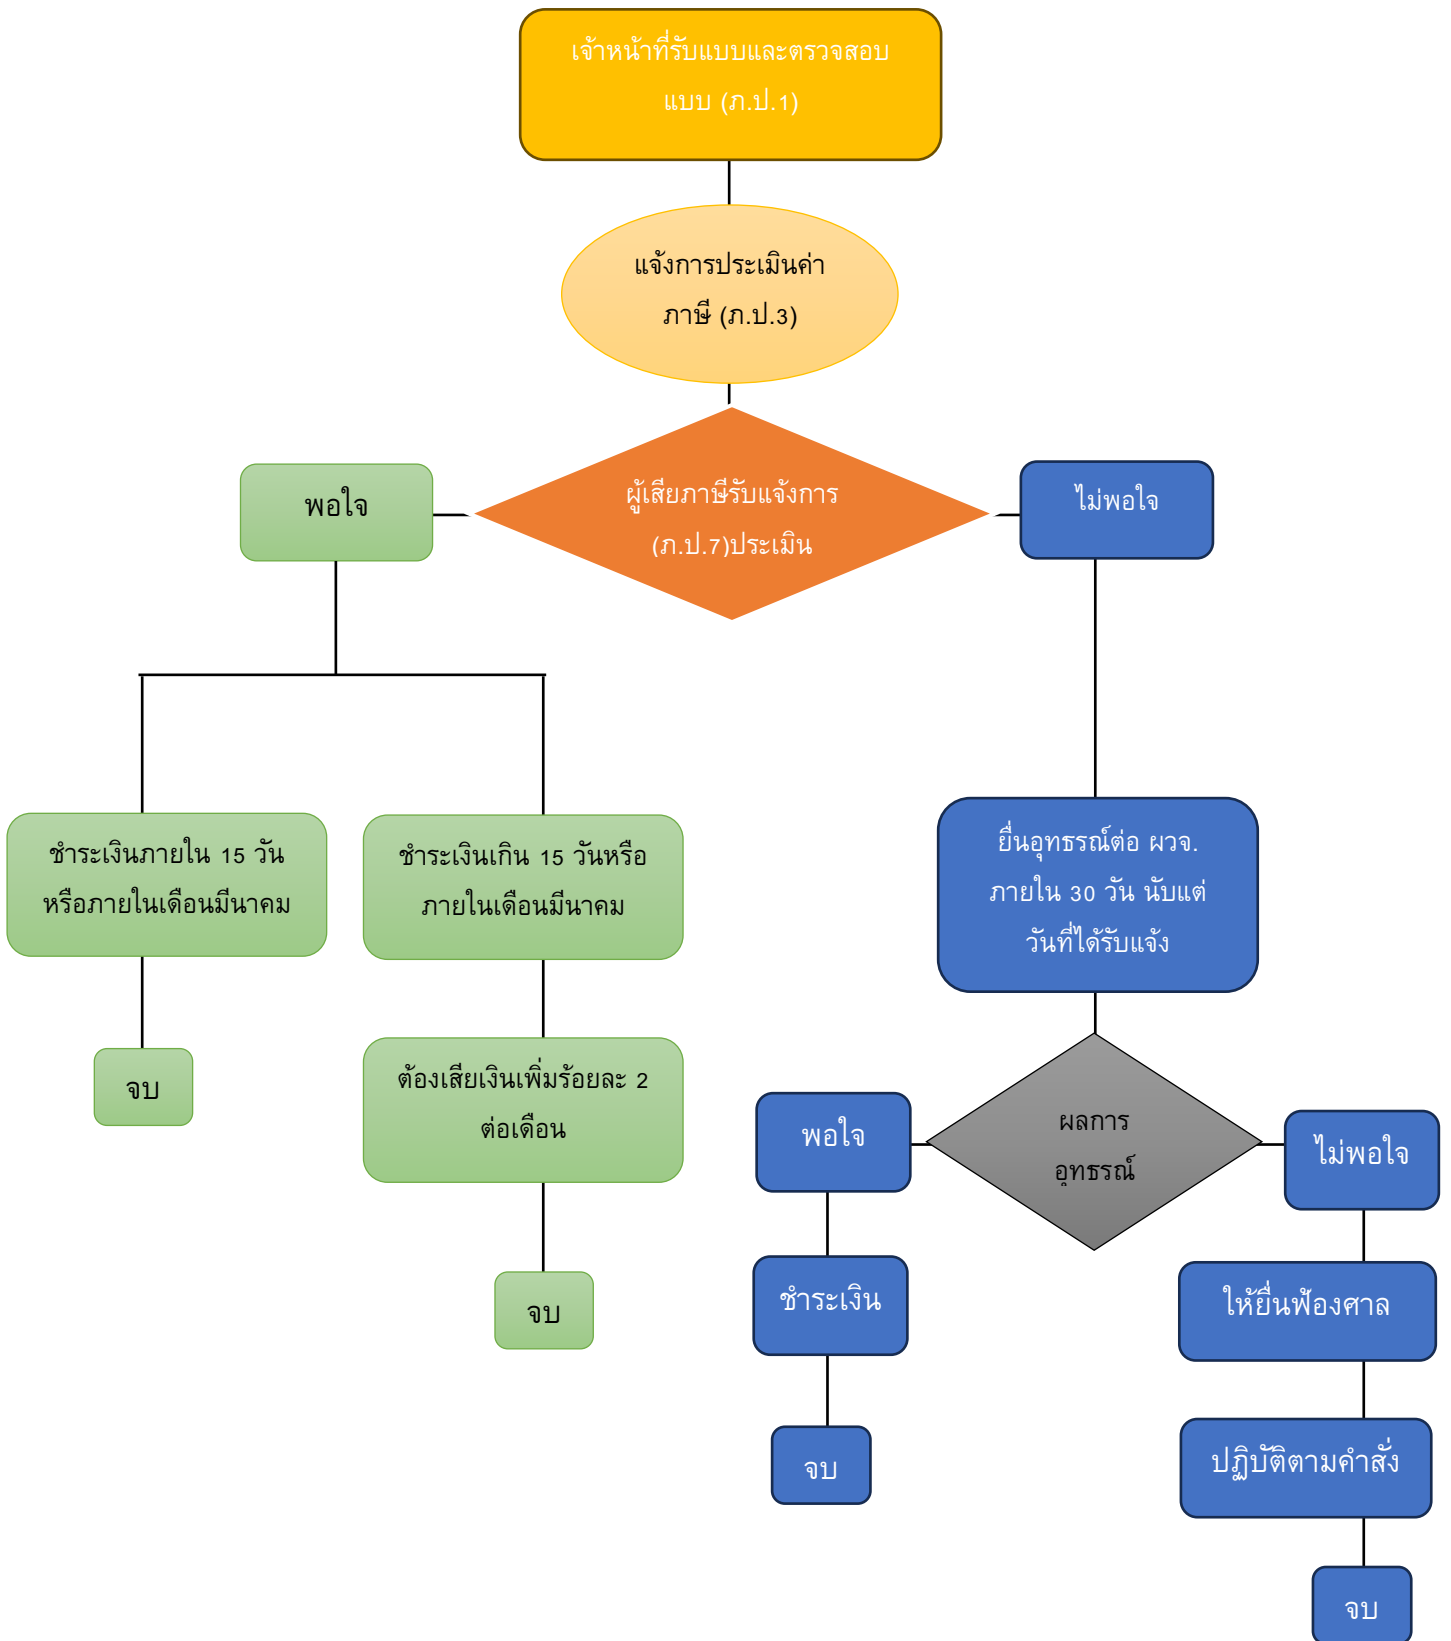 เจ้าหน้าที่รับแบบและตรวจสอบ
แบบ (ภ.ป.1)
แจ้งการประเมินค่า
ภาษี (ภ.ป.3)
ผู้เสียภาษีรับแจ้งการ
(ภ.ป.7)ประเมิน
พอใจ
ไม่พอใจ
ชำระเงินภายใน 15 วัน
หรือภายในเดือนมีนาคม
จบ
ชำระเงินเกิน 15 วันหรือ
ภายในเดือนมีนาคม
ต้องเสียเงินเพิ่มร้อยละ 2
ต่อเดือน
จบ
ยื่นอุทธรณ์ต่อ ผวจ.
ภายใน 30 วัน นับแต่
วันที่ได้รับแจ้ง
ผลการ
อุทธรณ์
พอใจ
ชำระเงิน
จบ
ไม่พอใจ
ให้ยื่นฟ้องศาล
ปฏิบัติตามคำสั่ง
จบ